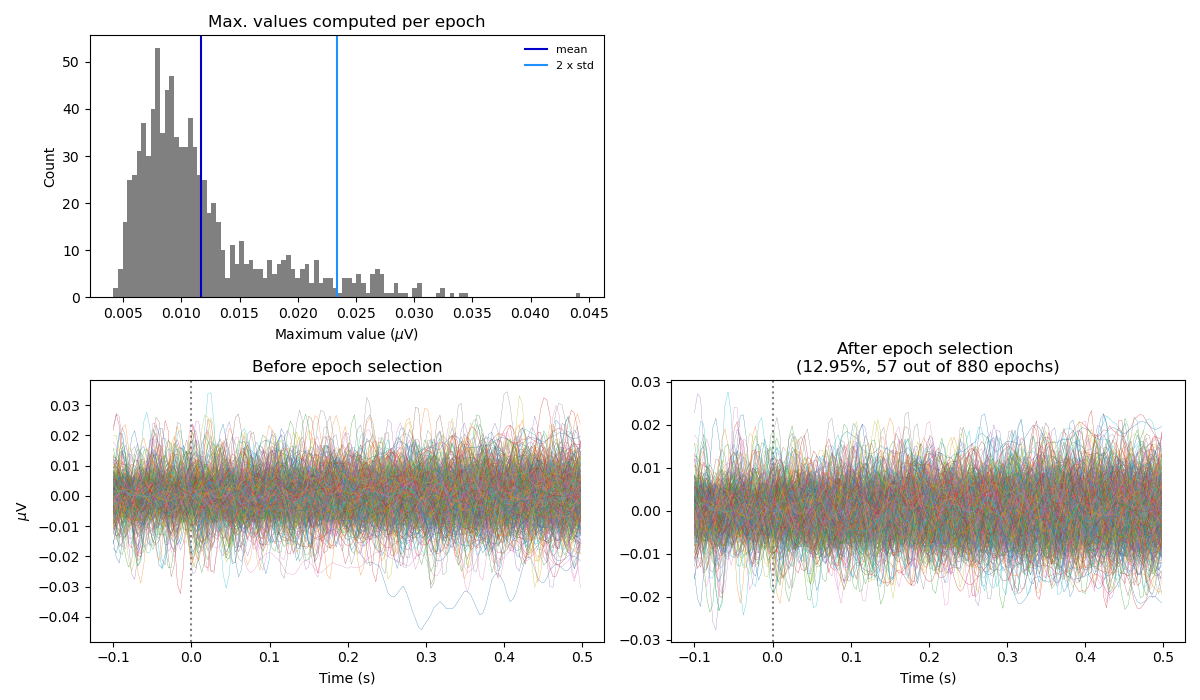 Max. values computed per epoch
mean
2 x std
50
40
30
20
10
0
Count
0.005 0.010 0.015 0.020 0.025 0.030 0.035 0.040 0.045
Maximum value (μV)
Before epoch selection
0.03
0.02
0.01
0.00
−0.01
−0.02
−0.03
−0.04
μV
−0.1 0.0 0.1 0.2 0.3 0.4 0.5
Time (s)
After epoch selection
(12.95%, 57 out of 880 epochs)
0.03
0.02
0.01
0.00
−0.01
−0.02
−0.03
−0.1 0.0 0.1 0.2 0.3 0.4 0.5
Time (s)